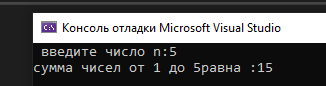 Консоль отладки Microsoft Visual Studio
введите число n:5
сумма чисел от 1 до 5равна :15